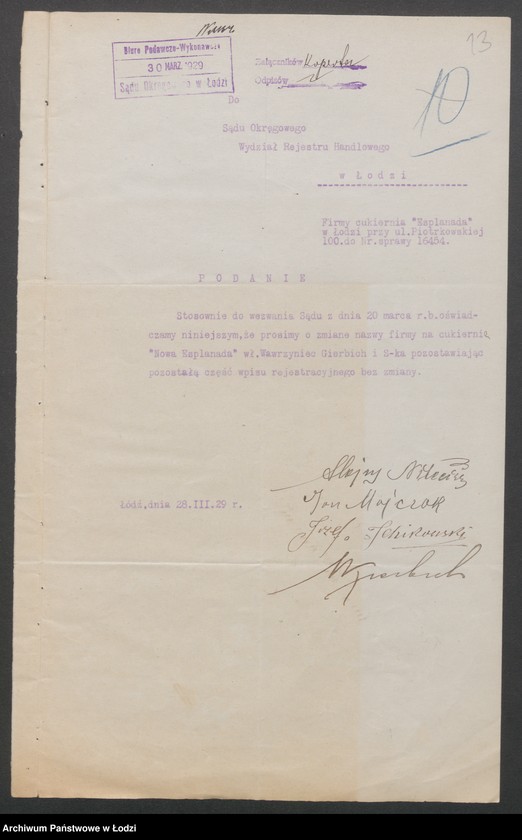 13
Biuro Podawczo-Wykonawcze
30 MARZ. 1929
Sądu Okręgowego w Łodzi
Załączników
Odpisów
10
Do
Sądu Okręgowego
Wydział Rejestru Handlowego
w Łodzi
Firmy cukiernia "Esplanada"
w Łodzi przy ul.Piotrkowskiej
100.do Nr.sprawy 16454.
PODANIE
Stosownie do wezwania Sądu z dnia 20 marca r.b.oświad-
czamy niniejszym,że prosimy o zmianę nazwy firmy na cukiernię
"Nowa Esplanada" wł.Wawrzyniec Gierbich i S-ka pozostawiając
pozostałą część wpisu rejestracyjnego bez zmiany.
Łódź,dnia 28.III.29 r.
Alojzy
Jan Majczak
Józef
Archiwum Państwowe w Łodzi